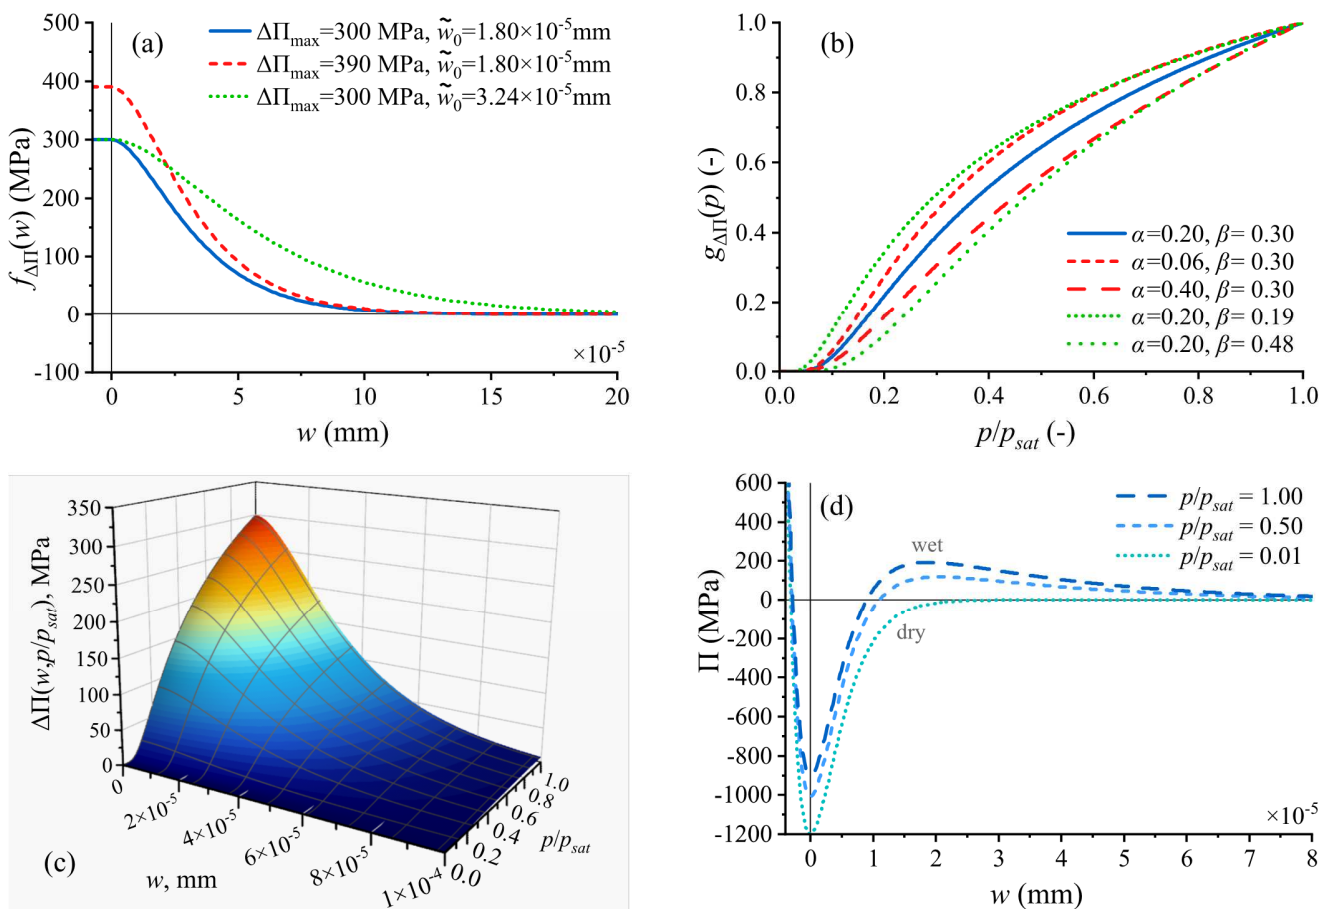 (a)
ΔΠmax=300 MPa, w̃0=1.80×10-5mm
ΔΠmax=390 MPa, w̃0=1.80×10-5mm
ΔΠmax=300 MPa, w̃0=3.24×10-5mm
500
400
300
200
100
0
-100
fΔΠ(w) (MPa)
×10-5
0 5 10 15 20
w (mm)
(b)
1.0
0.8
0.6
0.4
0.2
0.0
gΔΠ(p) (-)
α=0.20, β= 0.30
α=0.06, β= 0.30
α=0.40, β= 0.30
α=0.20, β= 0.19
α=0.20, β= 0.48
0.0 0.2 0.4 0.6 0.8 1.0
p/psat (-)
(c)
350
300
250
200
150
100
50
0
ΔΠ(w,p/psat), MPa
0 2×10-5 4×10-5 6×10-5 8×10-5 1×10-4
w, mm
0.0 0.2 0.4 0.6 0.8 1.0
p/psat
(d)
p/psat = 1.00
p/psat = 0.50
p/psat = 0.01
600
400
200
0
-200
-400
-600
-800
-1000
-1200
Π (MPa)
wet
dry
×10-5
0 1 2 3 4 5 6 7 8
w (mm)